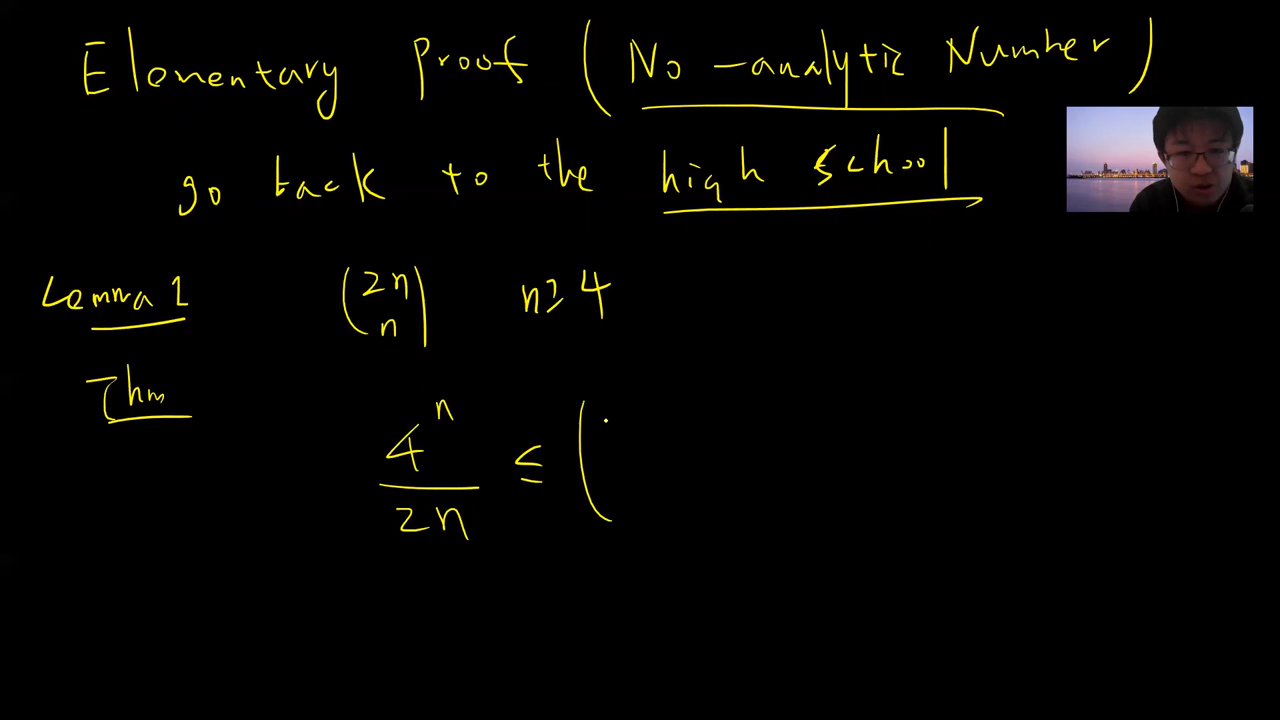 Elementary Proof (No-analytic Number)
go back to the high school
Lemma 1 (2n n) n ≥ 4
Thm
4^n / 2n ≤ (